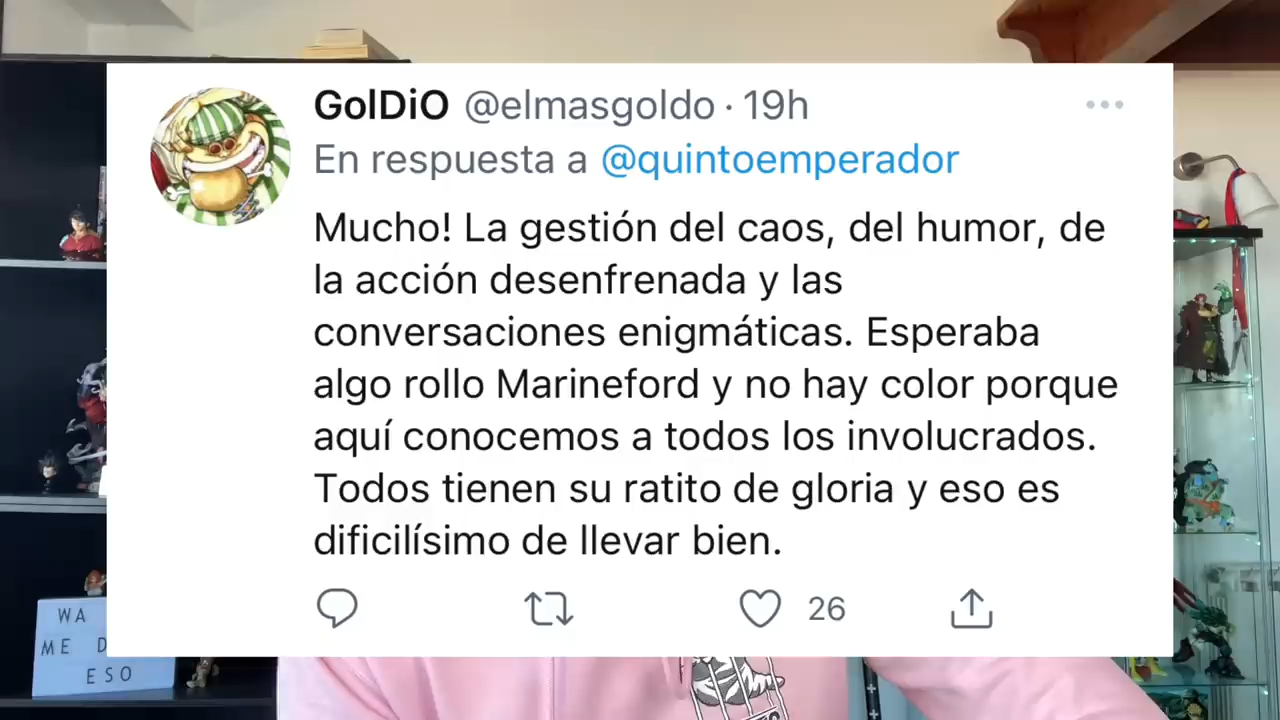 GolDiO @elmasgoldo · 19h
En respuesta a @quintoemperador
Mucho! La gestión del caos, del humor, de
la acción desenfrenada y las
conversaciones enigmáticas. Esperaba
algo rollo Marineford y no hay color porque
aquí conocemos a todos los involucrados.
Todos tienen su ratito de gloria y eso es
dificilísimo de llevar bien.
26
WA
ME D
ESO